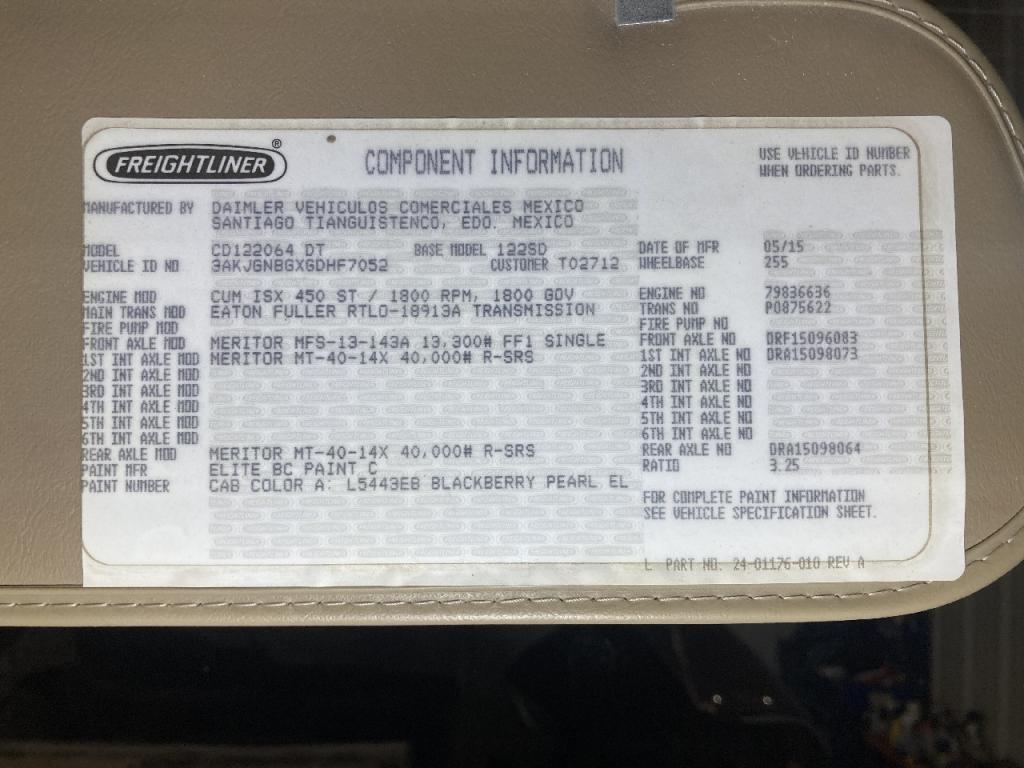 FREIGHTLINER®
COMPONENT INFORMATION
USE VEHICLE ID NUMBER
WHEN ORDERING PARTS.
MANUFACTURED BY DAIMLER VEHICULOS COMERCIALES MEXICO
SANTIAGO TIANGUISTENCO, EDO. MEXICO
MODEL CD122064 DT BASE MODEL 122SD DATE OF MFR 05/15
VEHICLE ID NO 3AKJGNBGXGDHF7052 CUSTOMER T02712 WHEELBASE 255
ENGINE MOD CUM ISX 450 ST / 1800 RPM, 1800 GOV ENGINE NO 79836636
MAIN TRANS MOD EATON FULLER RTLO-18913A TRANSMISSION TRANS NO P0875622
FIRE PUMP MOD FIRE PUMP NO
FRONT AXLE MOD MERITOR MFS-13-143A 13,300# FF1 SINGLE FRONT AXLE NO DRF15096083
1ST INT AXLE MOD MERITOR MT-40-14X 40,000# R-SRS 1ST INT AXLE NO DRA15098073
2ND INT AXLE MOD 2ND INT AXLE NO
3RD INT AXLE MOD 3RD INT AXLE NO
4TH INT AXLE MOD 4TH INT AXLE NO
5TH INT AXLE MOD 5TH INT AXLE NO
6TH INT AXLE MOD 6TH INT AXLE NO
REAR AXLE MOD MERITOR MT-40-14X 40,000# R-SRS REAR AXLE NO DRA15098064
PAINT MFR ELITE BC PAINT C RATIO 3.25
PAINT NUMBER CAB COLOR A: L5443EB BLACKBERRY PEARL EL
FOR COMPLETE PAINT INFORMATION
SEE VEHICLE SPECIFICATION SHEET.
L PART NO. 24-01176-010 REV A